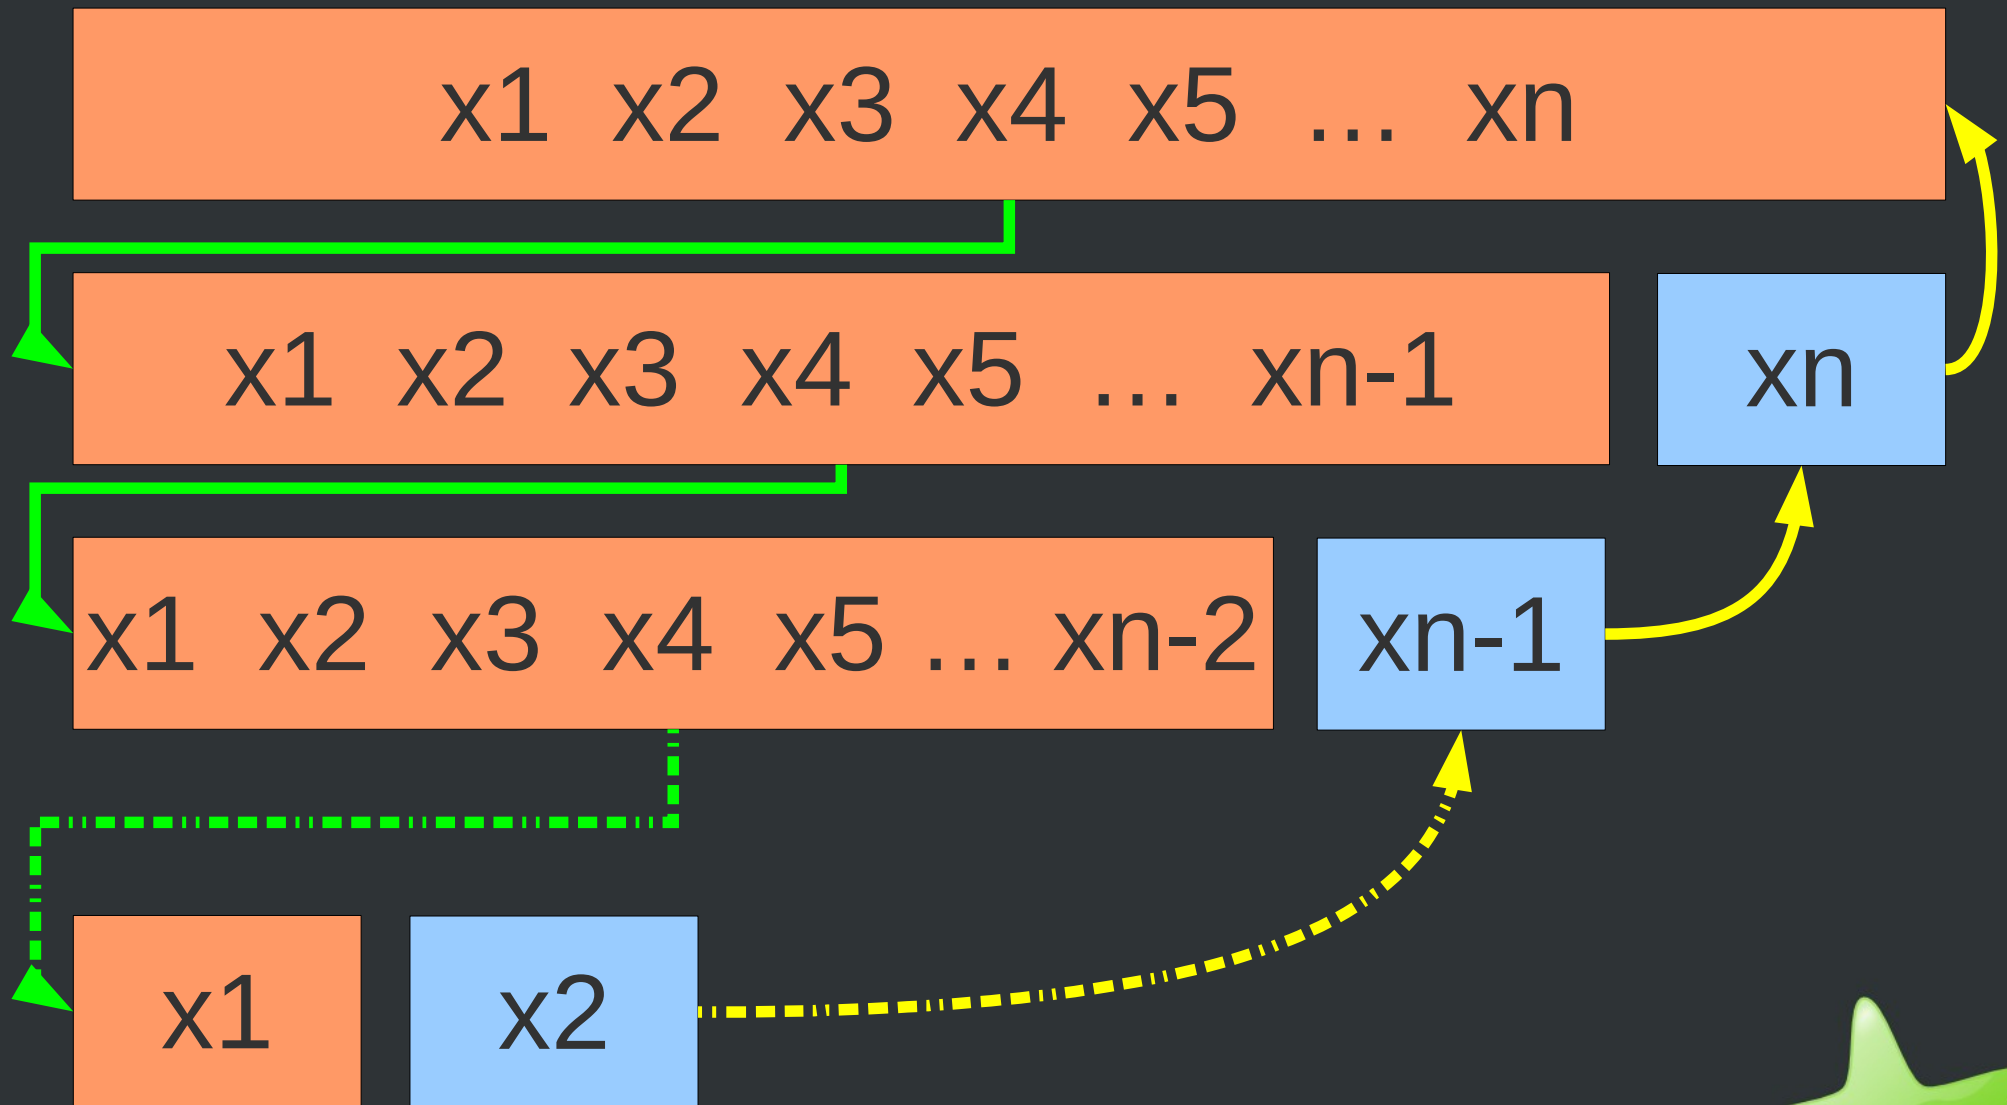 x1 x2 x3 x4 x5 ... xn
x1 x2 x3 x4 x5 ... xn-1 xn
x1 x2 x3 x4 x5 ... xn-2 xn-1
x1 x2